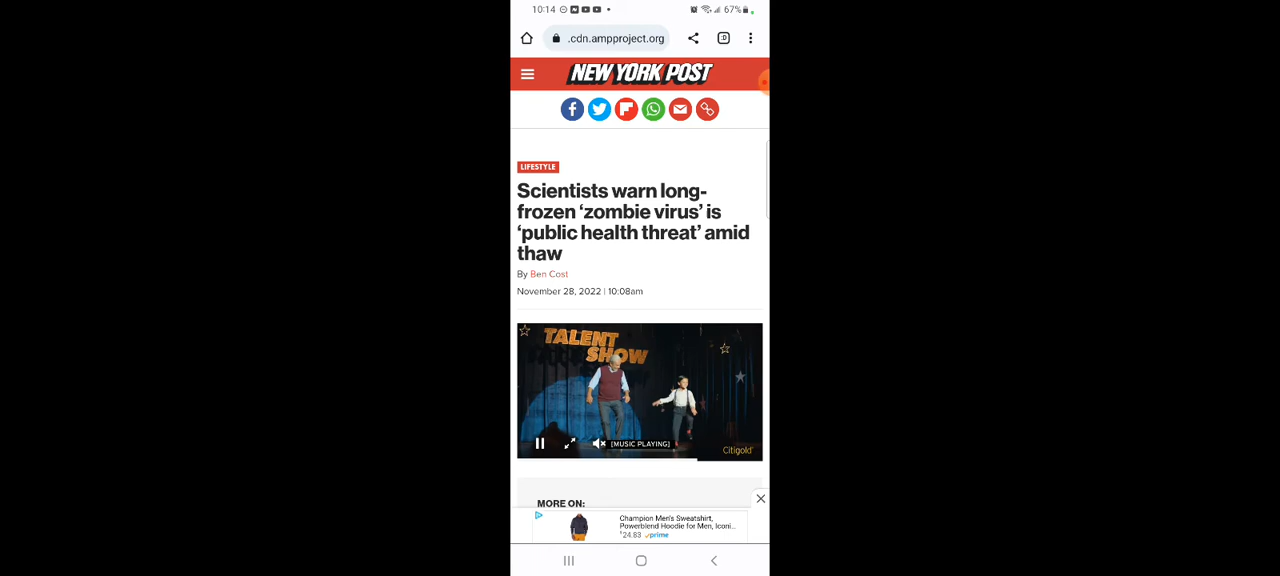 10:14 67%
.cdn.ampproject.org :D
NEW YORK POST
LIFESTYLE
Scientists warn long-
frozen ‘zombie virus’ is
‘public health threat’ amid
thaw
By Ben Cost
November 28, 2022 | 10:08am
TALENT
SHOW
[MUSIC PLAYING]
Citigold
MORE ON:
Champion Men's Sweatshirt,
Powerblend Hoodie for Men, Iconi...
$24.83 prime